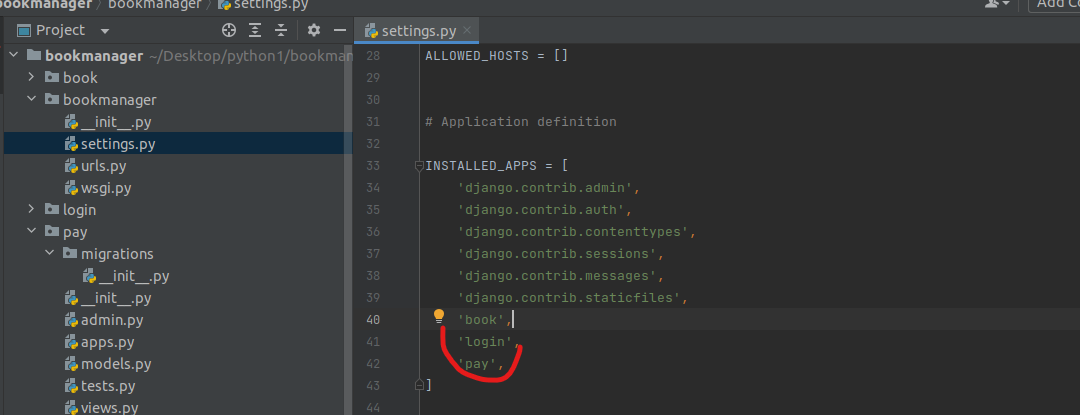 bookmanager bookmanager settings.py
Add Co
Project
bookmanager ~/Desktop/python1/bookman
book
bookmanager
__init__.py
settings.py
urls.py
wsgi.py
login
pay
migrations
__init__.py
__init__.py
admin.py
apps.py
models.py
tests.py
views.py
settings.py
28 ALLOWED_HOSTS = []
29
30
31 # Application definition
32
33 INSTALLED_APPS = [
34 'django.contrib.admin',
35 'django.contrib.auth',
36 'django.contrib.contenttypes',
37 'django.contrib.sessions',
38 'django.contrib.messages',
39 'django.contrib.staticfiles',
40 'book',
41 'login',
42 'pay',
43 ]
44